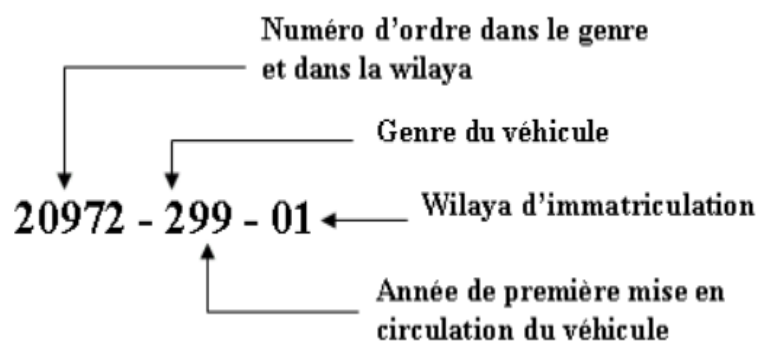 Numéro d'ordre dans le genre
et dans la wilaya
Genre du véhicule
20972 - 299 - 01
Wilaya d'immatriculation
Année de première mise en
circulation du véhicule